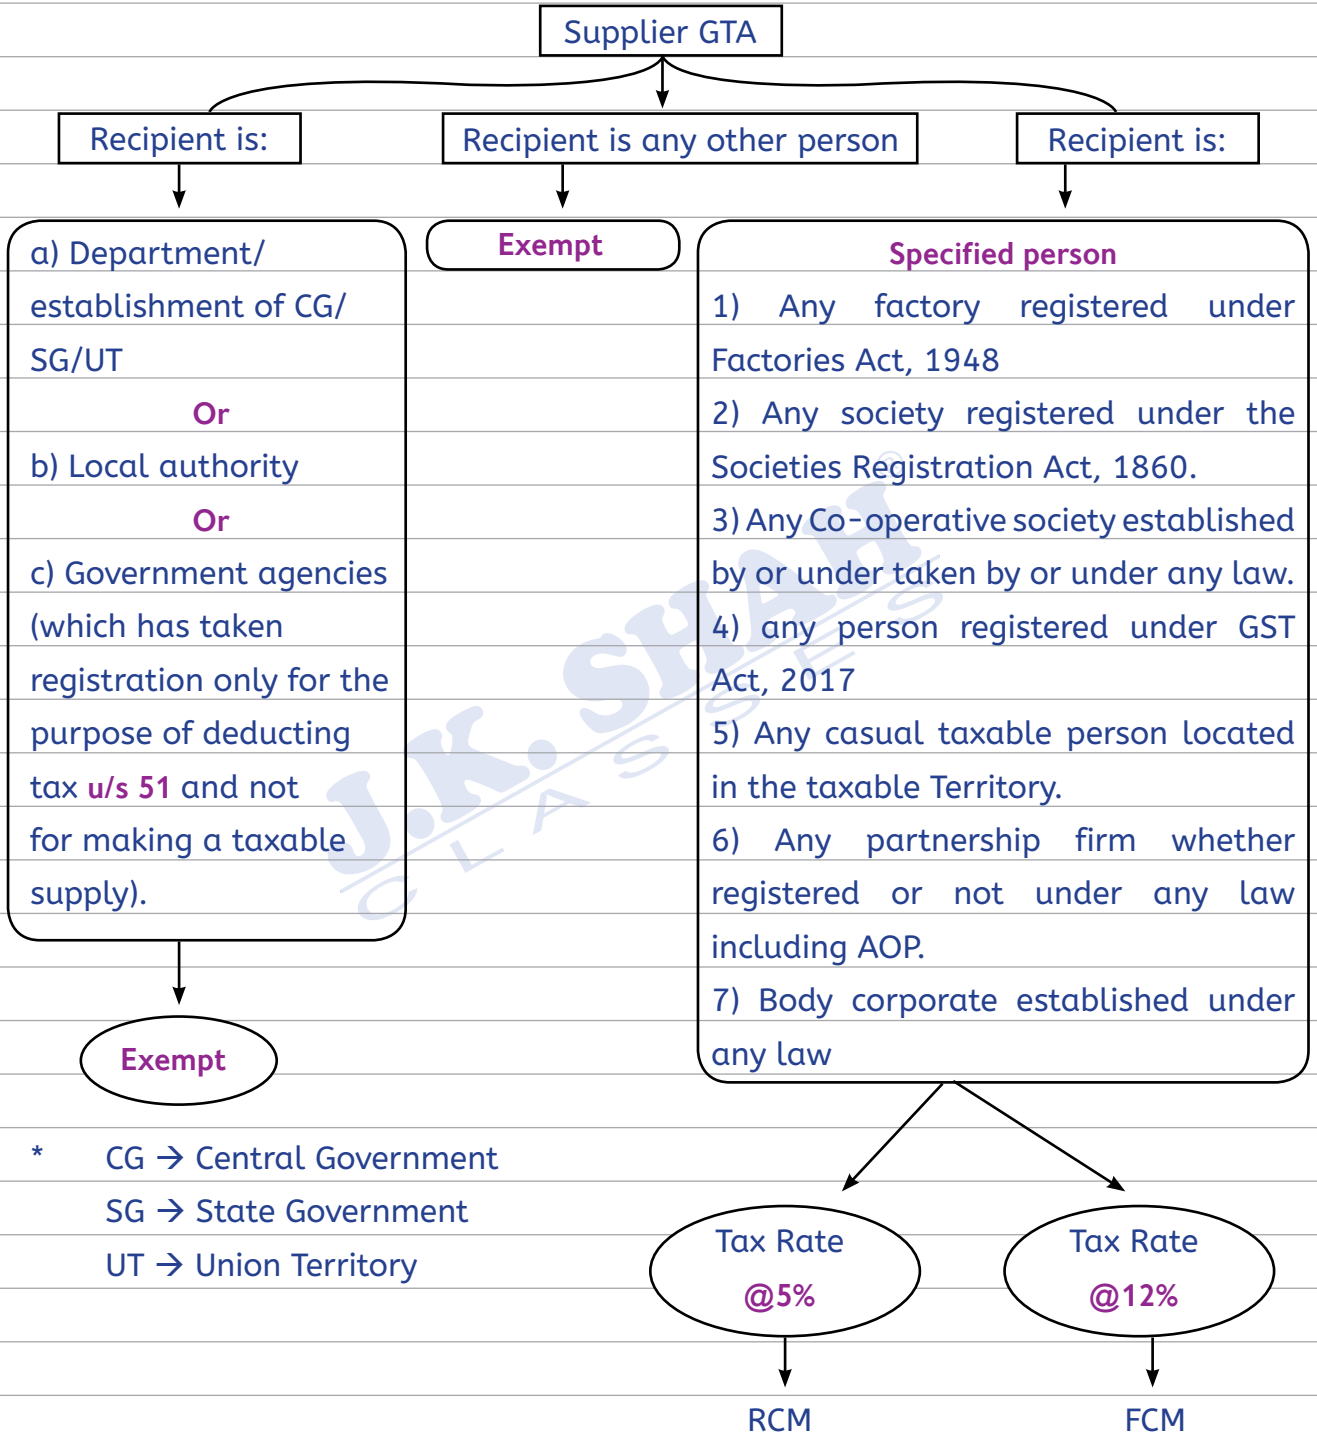 Supplier GTA
Recipient is:
Recipient is any other person
Recipient is:
a) Department/
establishment of CG/
SG/UT
Or
b) Local authority
Or
c) Government agencies
(which has taken
registration only for the
purpose of deducting
tax u/s 51 and not
for making a taxable
supply).
Exempt
Exempt
Specified person
1) Any factory registered under
Factories Act, 1948
2) Any society registered under the
Societies Registration Act, 1860.
3) Any Co-operative society established
by or under taken by or under any law.
4) any person registered under GST
Act, 2017
5) Any casual taxable person located
in the taxable Territory.
6) Any partnership firm whether
registered or not under any law
including AOP.
7) Body corporate established under
any law
* CG → Central Government
SG → State Government
UT → Union Territory
Tax Rate
@5%
RCM
Tax Rate
@12%
FCM
J.K. SHAH ®
CLASSES